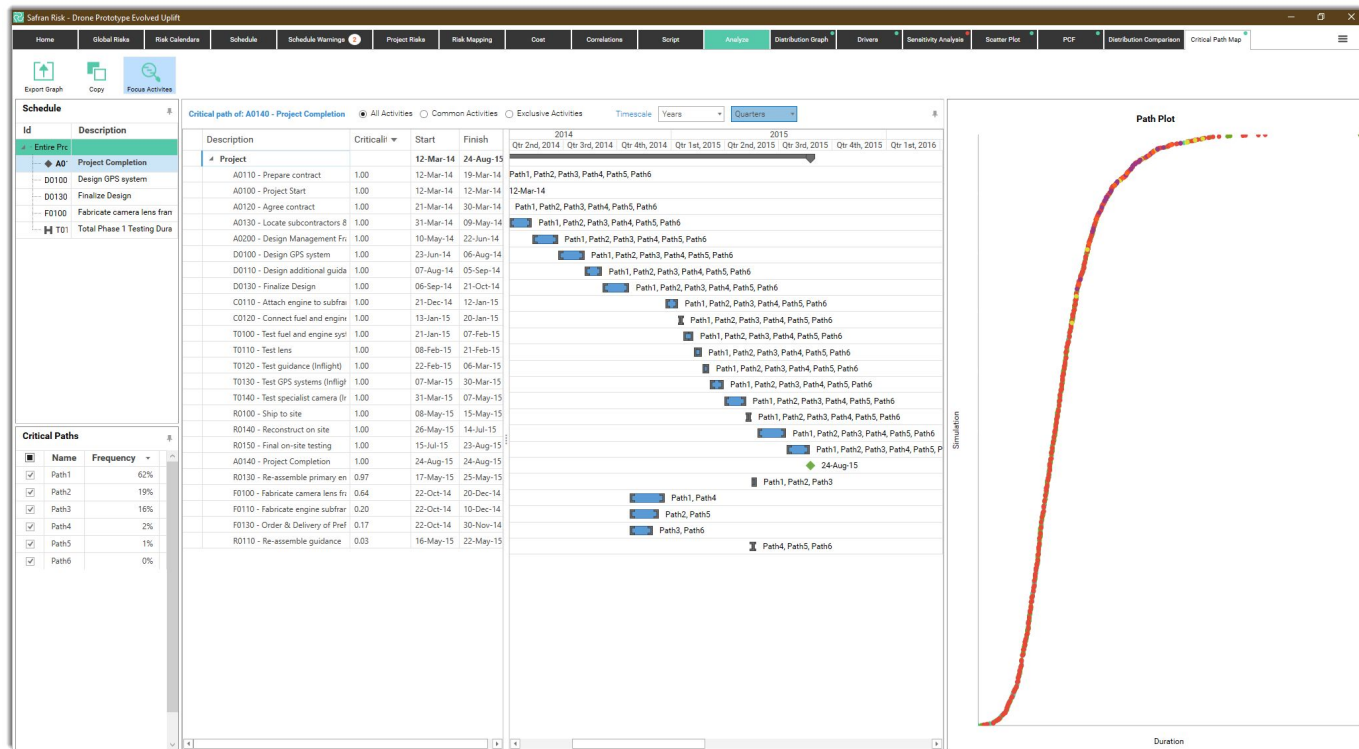 Safran Risk - Drone Prototype Evolved Uplift
Home Global Risks Risk Calendars Schedule Schedule Warnings 2 Project Risks Risk Mapping Cost Correlations Script Analyze Distribution Graph Drivers Sensitivity Analysis Scatter Plot PCF Distribution Comparison Critical Path Map
Export Graph Copy Focus Activites
Schedule
Id Description
Entire Prc
A0 Project Completion
D0100 Design GPS system
D0130 Finalize Design
F0100 Fabricate camera lens fran
T01 Total Phase 1 Testing Dura
Critical Paths
Name Frequency
Path1 62%
Path2 19%
Path3 16%
Path4 2%
Path5 1%
Path6 0%
Critical path of: A0140 - Project Completion All Activities Common Activities Exclusive Activities Timescale Years Quarters
2014 2015
Description Criticalit Start Finish Qtr 2nd, 2014 Qtr 3rd, 2014 Qtr 4th, 2014 Qtr 1st, 2015 Qtr 2nd, 2015 Qtr 3rd, 2015 Qtr 4th, 2015 Qtr 1st, 2016
Project 12-Mar-14 24-Aug-15
A0110 - Prepare contract 1.00 12-Mar-14 19-Mar-14 Path1, Path2, Path3, Path4, Path5, Path6
A0100 - Project Start 1.00 12-Mar-14 12-Mar-14 12-Mar-14
A0120 - Agree contract 1.00 21-Mar-14 30-Mar-14 Path1, Path2, Path3, Path4, Path5, Path6
A0130 - Locate subcontractors & 1.00 31-Mar-14 09-May-14 Path1, Path2, Path3, Path4, Path5, Path6
A0200 - Design Management Fra 1.00 10-May-14 22-Jun-14 Path1, Path2, Path3, Path4, Path5, Path6
D0100 - Design GPS system 1.00 23-Jun-14 06-Aug-14 Path1, Path2, Path3, Path4, Path5, Path6
D0110 - Design additional guida 1.00 07-Aug-14 05-Sep-14 Path1, Path2, Path3, Path4, Path5, Path6
D0130 - Finalize Design 1.00 06-Sep-14 21-Oct-14 Path1, Path2, Path3, Path4, Path5, Path6
C0110 - Attach engine to subfrai 1.00 21-Dec-14 12-Jan-15 Path1, Path2, Path3, Path4, Path5, Path6
C0120 - Connect fuel and engine 1.00 13-Jan-15 20-Jan-15 Path1, Path2, Path3, Path4, Path5, Path6
T0100 - Test fuel and engine syst 1.00 21-Jan-15 07-Feb-15 Path1, Path2, Path3, Path4, Path5, Path6
T0110 - Test lens 1.00 08-Feb-15 21-Feb-15 Path1, Path2, Path3, Path4, Path5, Path6
T0120 - Test guidance (Inflight) 1.00 22-Feb-15 06-Mar-15 Path1, Path2, Path3, Path4, Path5, Path6
T0130 - Test GPS systems (Infligh 1.00 07-Mar-15 30-Mar-15 Path1, Path2, Path3, Path4, Path5, Path6
T0140 - Test specialist camera (Ir 1.00 31-Mar-15 07-May-15 Path1, Path2, Path3, Path4, Path5, Path6
R0100 - Ship to site 1.00 08-May-15 15-May-15 Path1, Path2, Path3, Path4, Path5, Path6
R0140 - Reconstruct on site 1.00 26-May-15 14-Jul-15 Path1, Path2, Path3, Path4, Path5, Path6
R0150 - Final on-site testing 1.00 15-Jul-15 23-Aug-15 Path1, Path2, Path3, Path4, Path5, P
A0140 - Project Completion 1.00 24-Aug-15 24-Aug-15 24-Aug-15
R0130 - Re-assemble primary en 0.97 17-May-15 25-May-15 Path1, Path2, Path3
F0100 - Fabricate camera lens fra 0.64 22-Oct-14 20-Dec-14 Path1, Path4
F0110 - Fabricate engine subfrar 0.20 22-Oct-14 10-Dec-14 Path2, Path5
F0130 - Order & Delivery of Pref 0.17 22-Oct-14 30-Nov-14 Path3, Path6
R0110 - Re-assemble guidance 0.03 16-May-15 22-May-15 Path4, Path5, Path6
Path Plot
Simulation
Duration